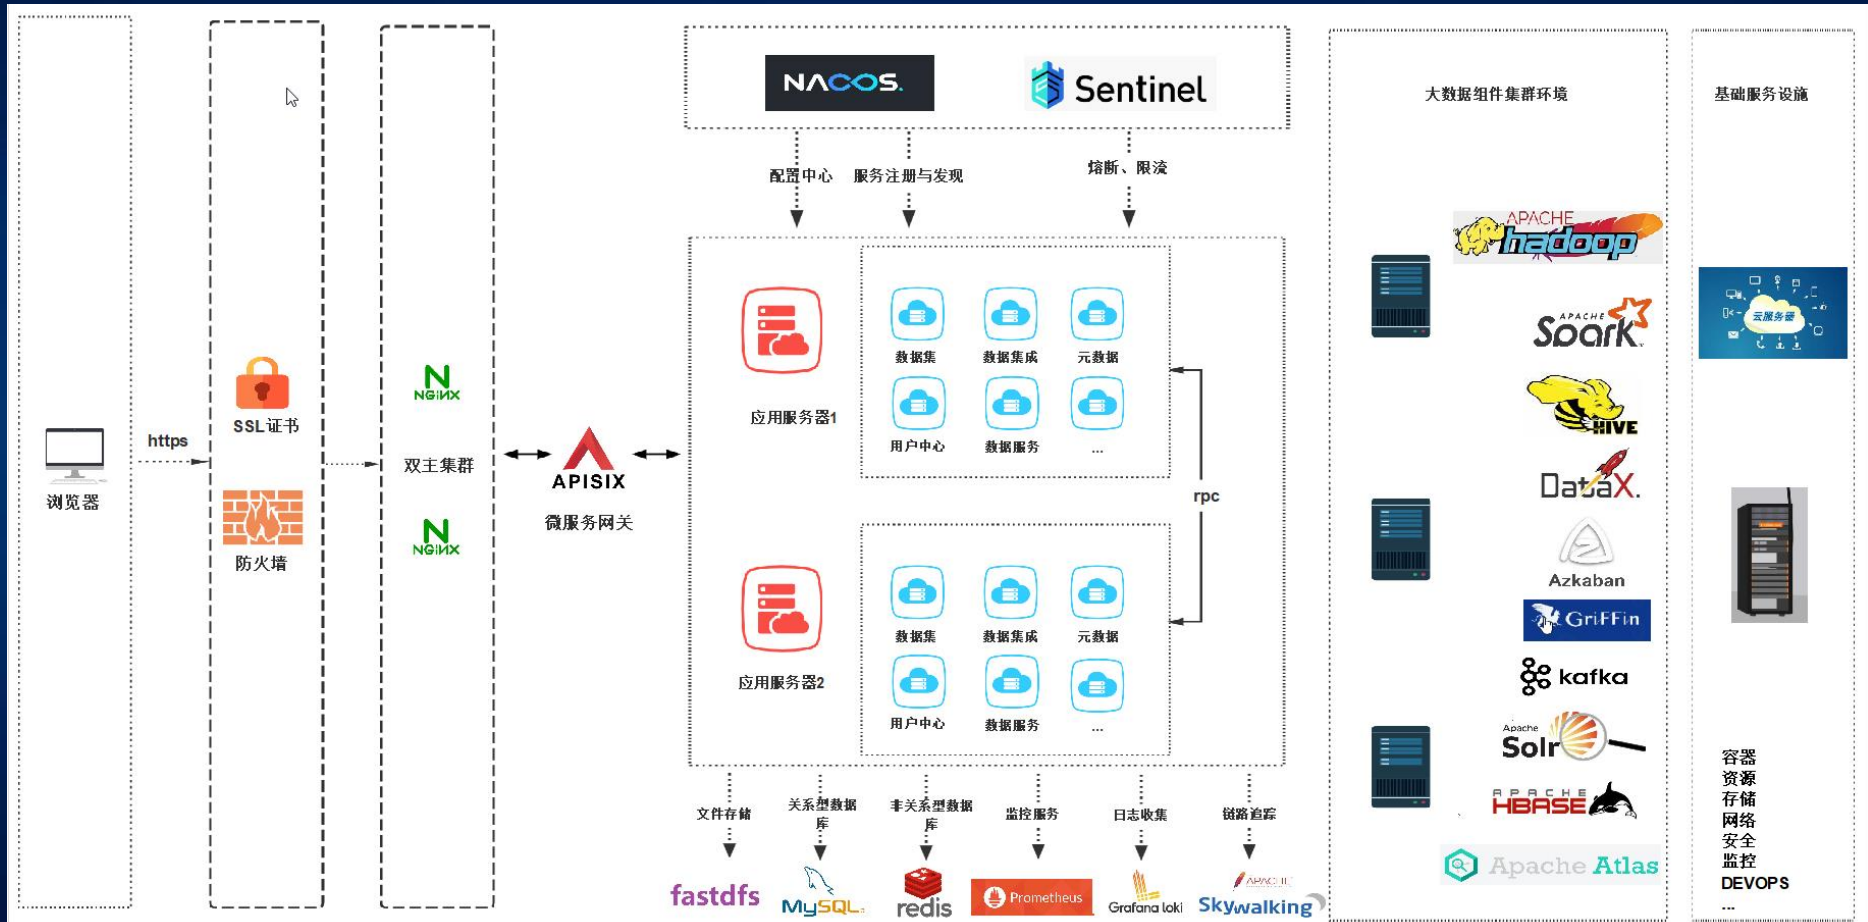 浏览器
https
SSL证书
防火墙
NGINX
双主集群
NGINX
APISIX
微服务网关
NACOS.
Sentinel
配置中心
服务注册与发现
熔断、限流
应用服务器1
数据集
数据集成
元数据
用户中心
数据服务
...
rpc
应用服务器2
数据集
数据集成
元数据
用户中心
数据服务
...
文件存储
关系型数据
库
非关系型数据
库
监控服务
日志收集
链路追踪
fastdfs
MySQL
redis
Prometheus
Grafana loki
APACHE
Skywalking
大数据组件集群环境
APACHE
hadoop
APACHE
Spark
HIVE
DataX.
Azkaban
GriFFin
kafka
Apache
Solr
APACHE
HBASE
Apache Atlas
基础服务设施
云服务器
容器
资源
存储
网络
安全
监控
DEVOPS
...